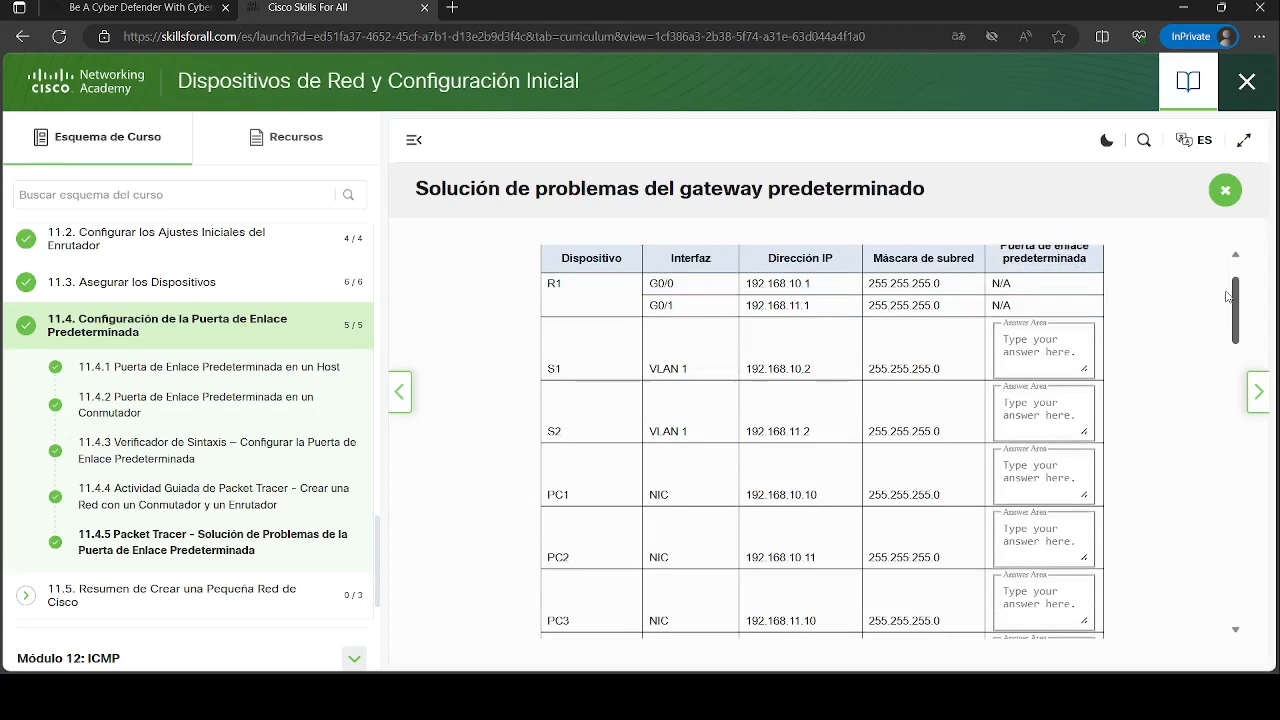 Be A Cyber Defender With Cyber
Cisco Skills For All
https://skillsforall.com/es/launch?id=ed51fa37-4652-45cf-a7b1-d13e2b9d3f4c&tab=curriculum&view=1cf386a3-2b38-5f74-a31e-63d044a4f1a0
InPrivate
CISCO
Networking
Academy
Dispositivos de Red y Configuración Inicial
Esquema de Curso
Recursos
ES
Buscar esquema del curso
11.2. Configurar los Ajustes Iniciales del
Enrutador
4 / 4
11.3. Asegurar los Dispositivos
6 / 6
11.4. Configuración de la Puerta de Enlace
Predeterminada
5 / 5
11.4.1 Puerta de Enlace Predeterminada en un Host
11.4.2 Puerta de Enlace Predeterminada en un
Conmutador
11.4.3 Verificador de Sintaxis – Configurar la Puerta de
Enlace Predeterminada
11.4.4 Actividad Guiada de Packet Tracer - Crear una
Red con un Conmutador y un Enrutador
11.4.5 Packet Tracer - Solución de Problemas de la
Puerta de Enlace Predeterminada
11.5. Resumen de Crear una Pequeña Red de
Cisco
0 / 3
Módulo 12: ICMP
Solución de problemas del gateway predeterminado
Dispositivo Interfaz Dirección IP Máscara de subred Puerta de enlace
predeterminada
R1 G0/0 192.168.10.1 255.255.255.0 N/A
G0/1 192.168.11.1 255.255.255.0 N/A
Answer Area
Type your
answer here.
S1 VLAN 1 192.168.10.2 255.255.255.0
Answer Area
Type your
answer here.
S2 VLAN 1 192.168.11.2 255.255.255.0
Answer Area
Type your
answer here.
PC1 NIC 192.168.10.10 255.255.255.0
Answer Area
Type your
answer here.
PC2 NIC 192.168.10.11 255.255.255.0
Answer Area
Type your
answer here.
PC3 NIC 192.168.11.10 255.255.255.0
Answer Area